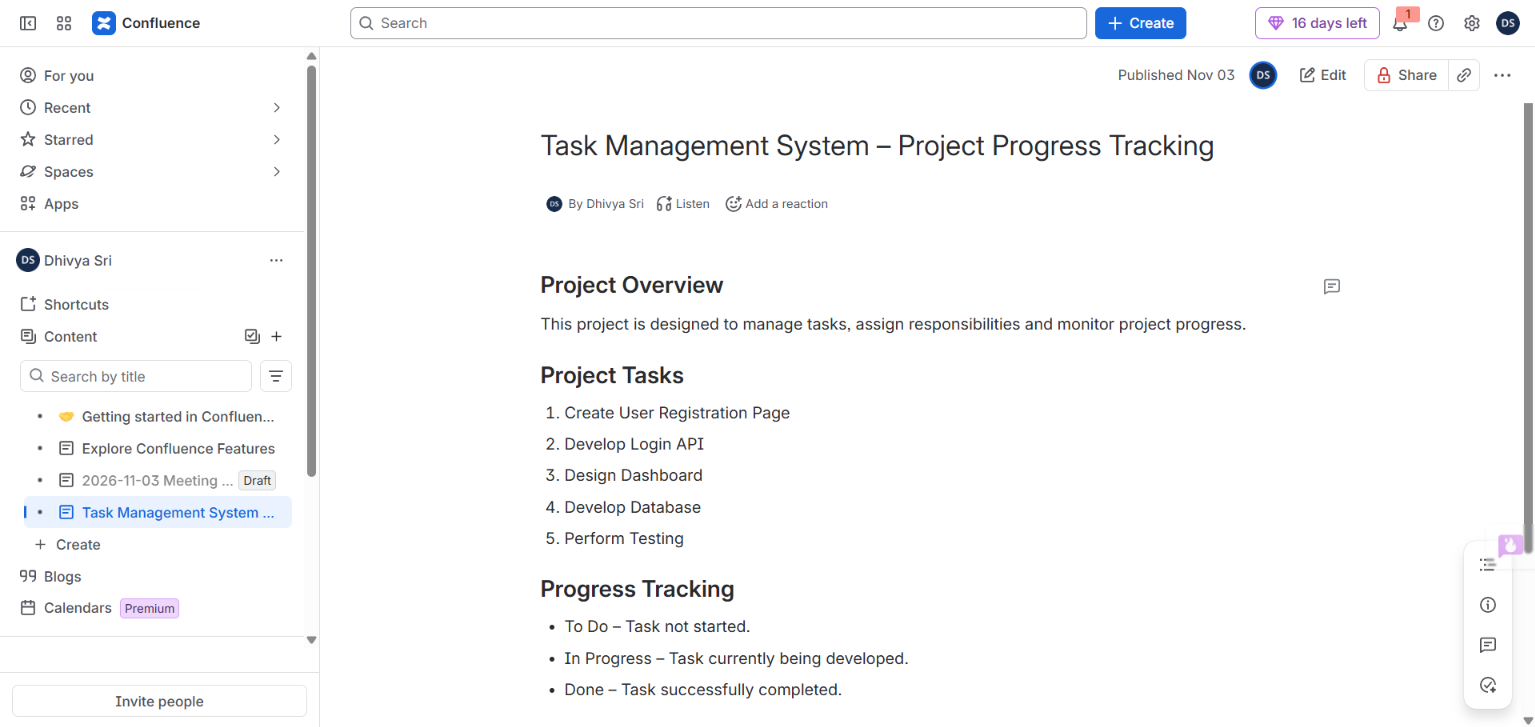 Confluence
Search
Create
16 days left
1
DS
For you
Recent
Starred
Spaces
Apps
DS Dhivya Sri
Shortcuts
Content
Search by title
Getting started in Confluen...
Explore Confluence Features
2026-11-03 Meeting ... Draft
Task Management System ...
Create
Blogs
Calendars Premium
Invite people
Published Nov 03 DS Edit Share
Task Management System – Project Progress Tracking
DS By Dhivya Sri Listen Add a reaction
Project Overview
This project is designed to manage tasks, assign responsibilities and monitor project progress.
Project Tasks
1. Create User Registration Page
2. Develop Login API
3. Design Dashboard
4. Develop Database
5. Perform Testing
Progress Tracking
• To Do – Task not started.
• In Progress – Task currently being developed.
• Done – Task successfully completed.